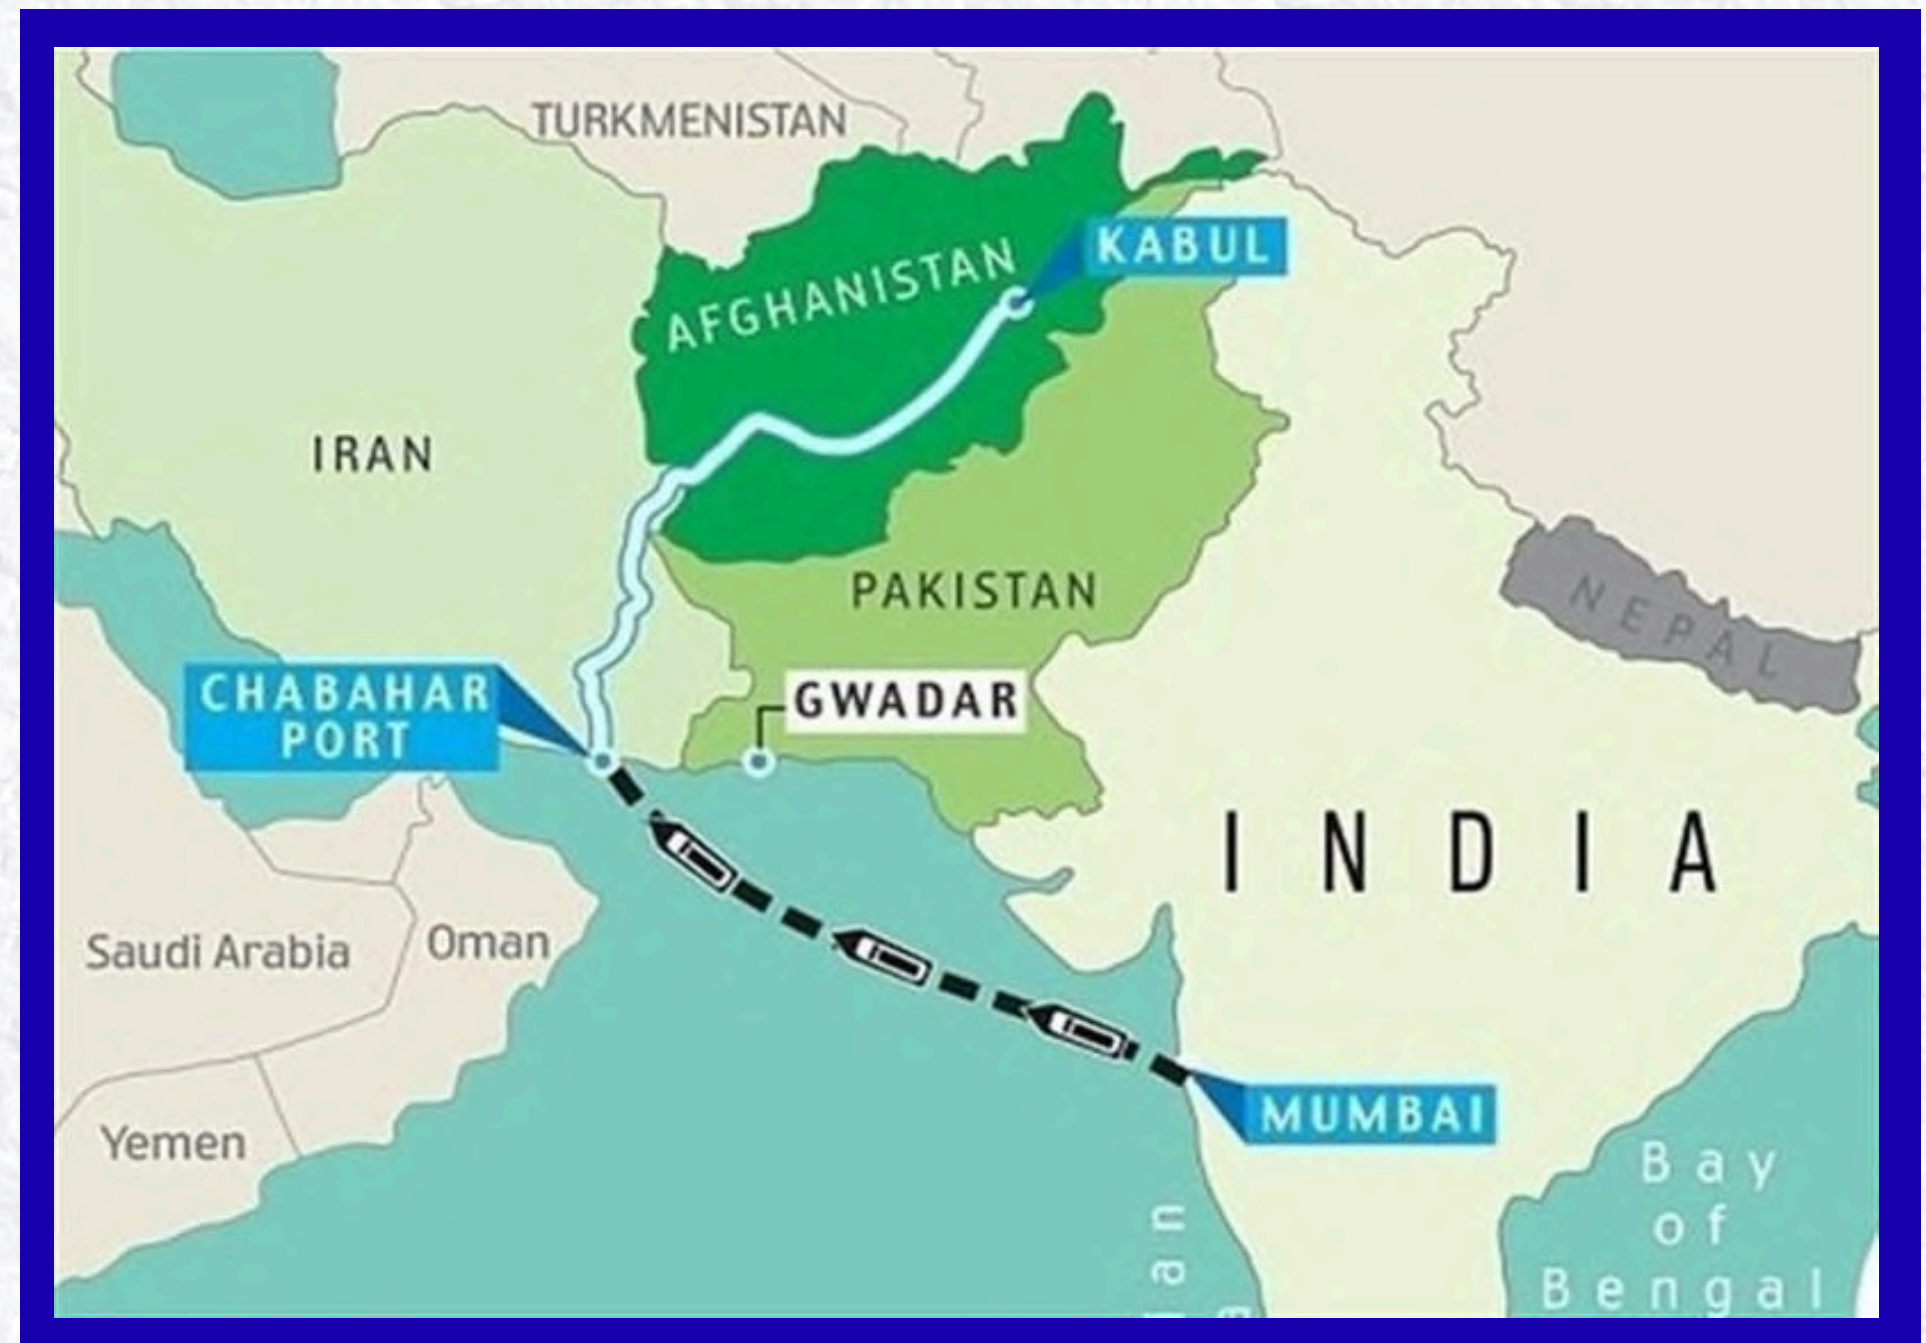 TURKMENISTAN
KABUL
AFGHANISTAN
IRAN
PAKISTAN
NEPAL
CHABAHAR
PORT
GWADAR
INDIA
Saudi Arabia
Oman
MUMBAI
Yemen
Bay
of
Bengal